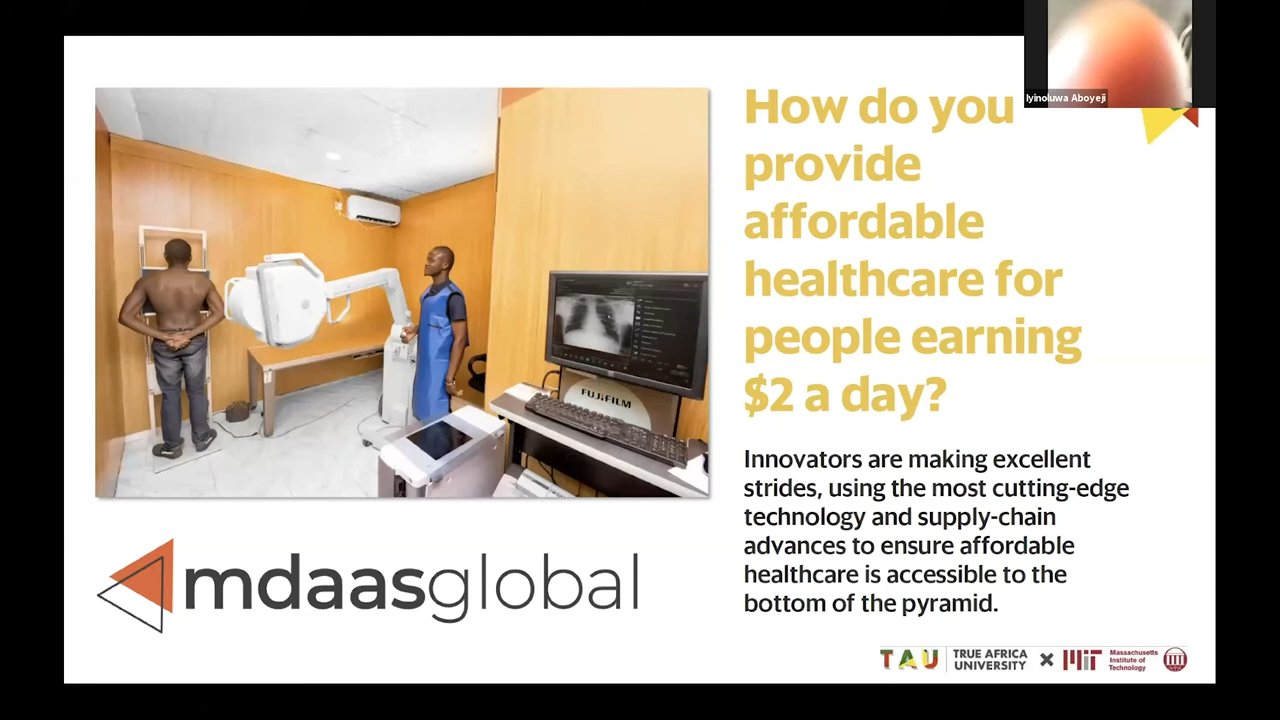 Iyinoluwa Aboyeji
How do you
provide
affordable
healthcare for
people earning
$2 a day?
Innovators are making excellent
strides, using the most cutting-edge
technology and supply-chain
advances to ensure affordable
healthcare is accessible to the
bottom of the pyramid.
FUJIFILM
mdaasglobal
TAU
TRUE AFRICA
UNIVERSITY
MIT
Massachusetts
Institute of
Technology